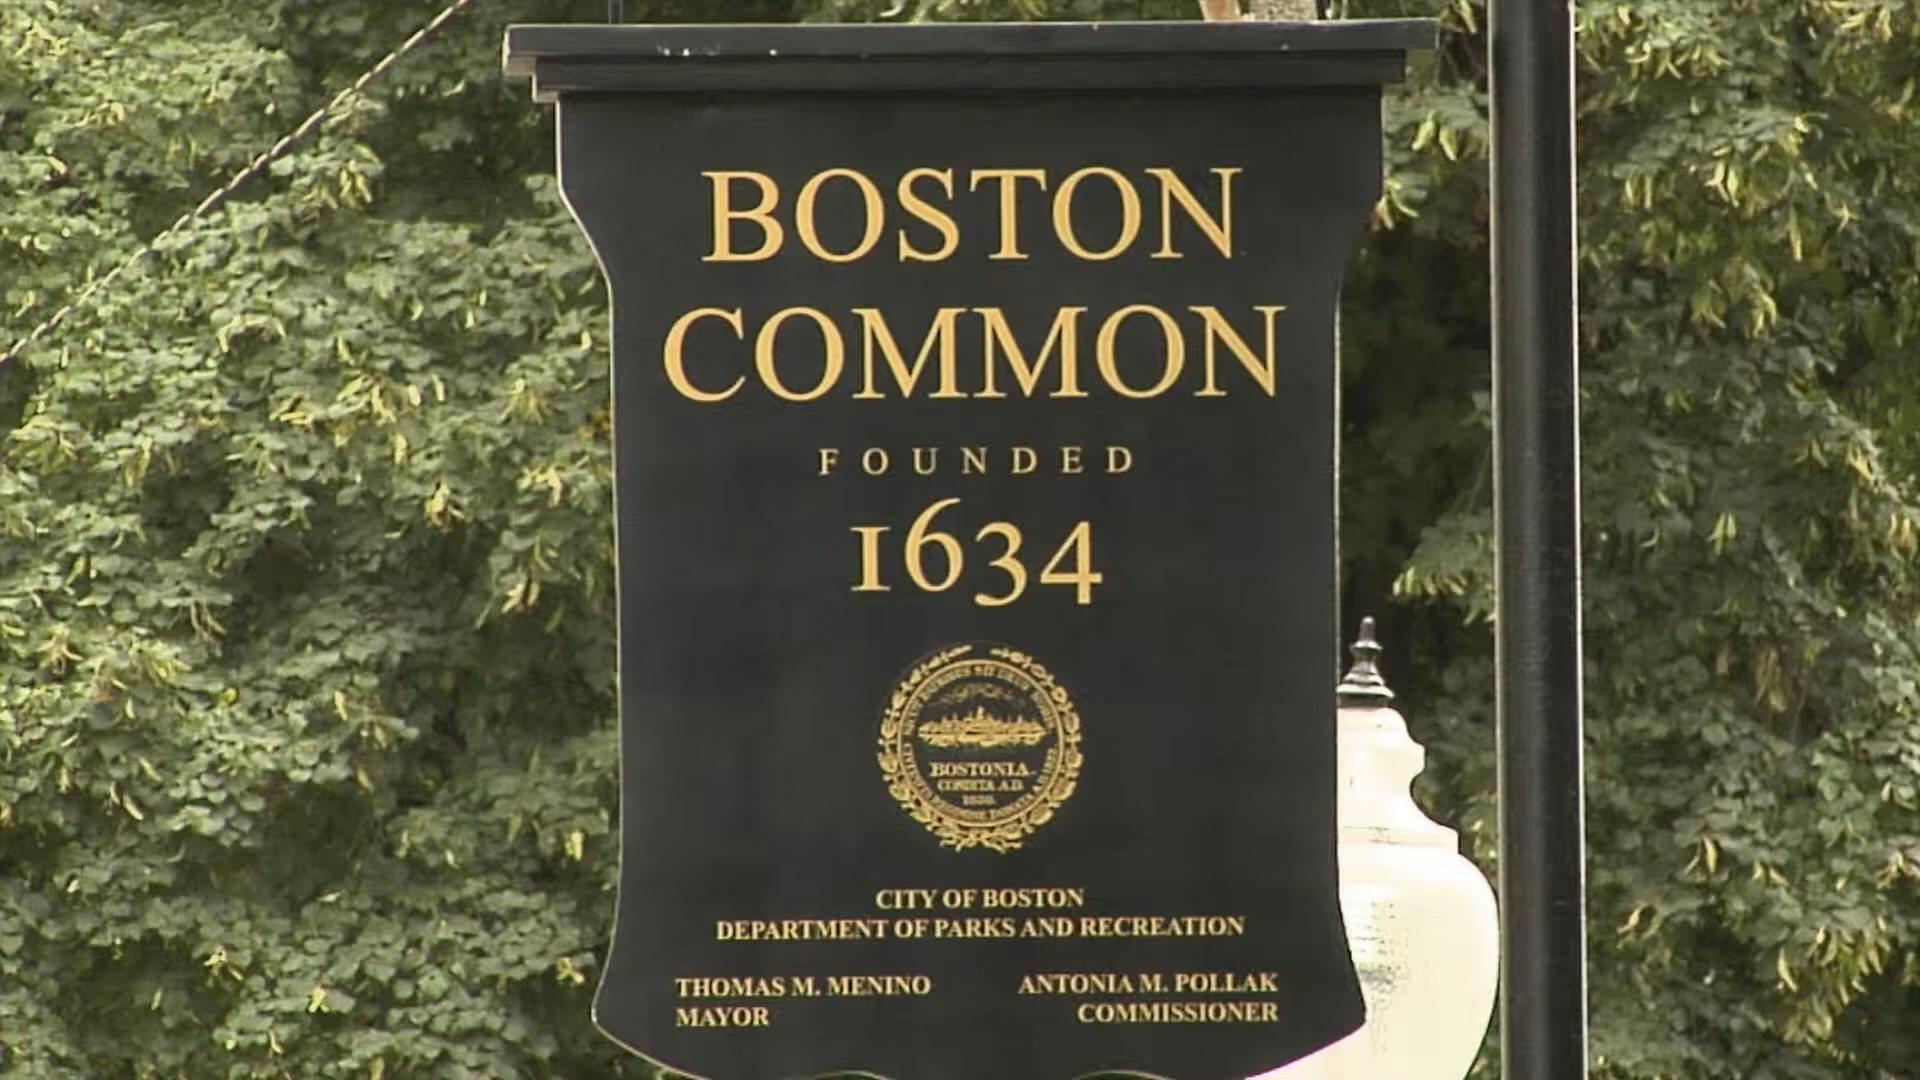 BOSTON
COMMON
FOUNDED
1634
BOSTONIA
CONDITA A.D.
CITY OF BOSTON
DEPARTMENT OF PARKS AND RECREATION
THOMAS M. MENINO
MAYOR
ANTONIA M. POLLAK
COMMISSIONER